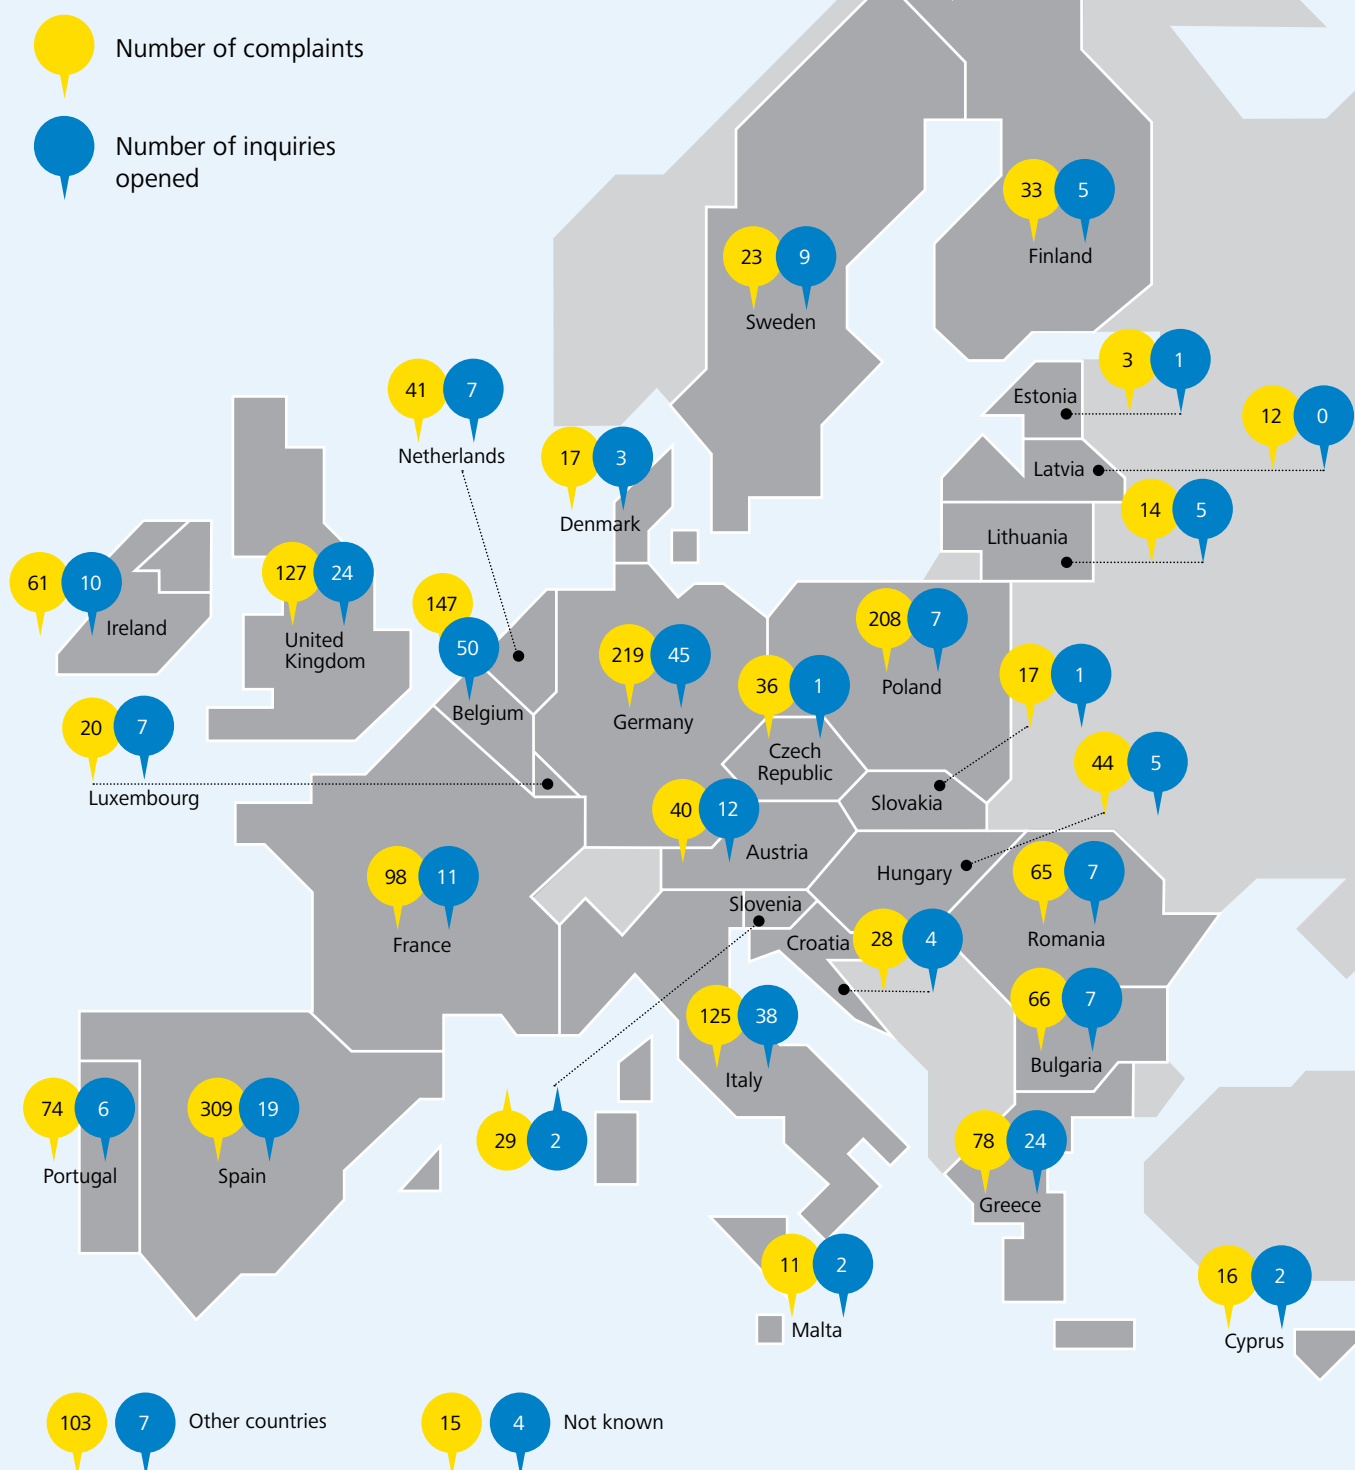 Number of complaints
Number of inquiries
opened
33 5
Finland
23 9
Sweden
3 1
Estonia
12 0
Latvia
14 5
Lithuania
41 7
Netherlands
17 3
Denmark
61 10
Ireland
127 24
United
Kingdom
147
50
Belgium
219 45
Germany
208 7
Poland
36 1
Czech
Republic
17 1
Slovakia
20 7
Luxembourg
44 5
Hungary
40 12
Austria
98 11
France
Slovenia
29 2
Croatia
28 4
65 7
Romania
66 7
Bulgaria
125 38
Italy
74 6
Portugal
309 19
Spain
78 24
Greece
11 2
Malta
16 2
Cyprus
103 7 Other countries
15 4 Not known